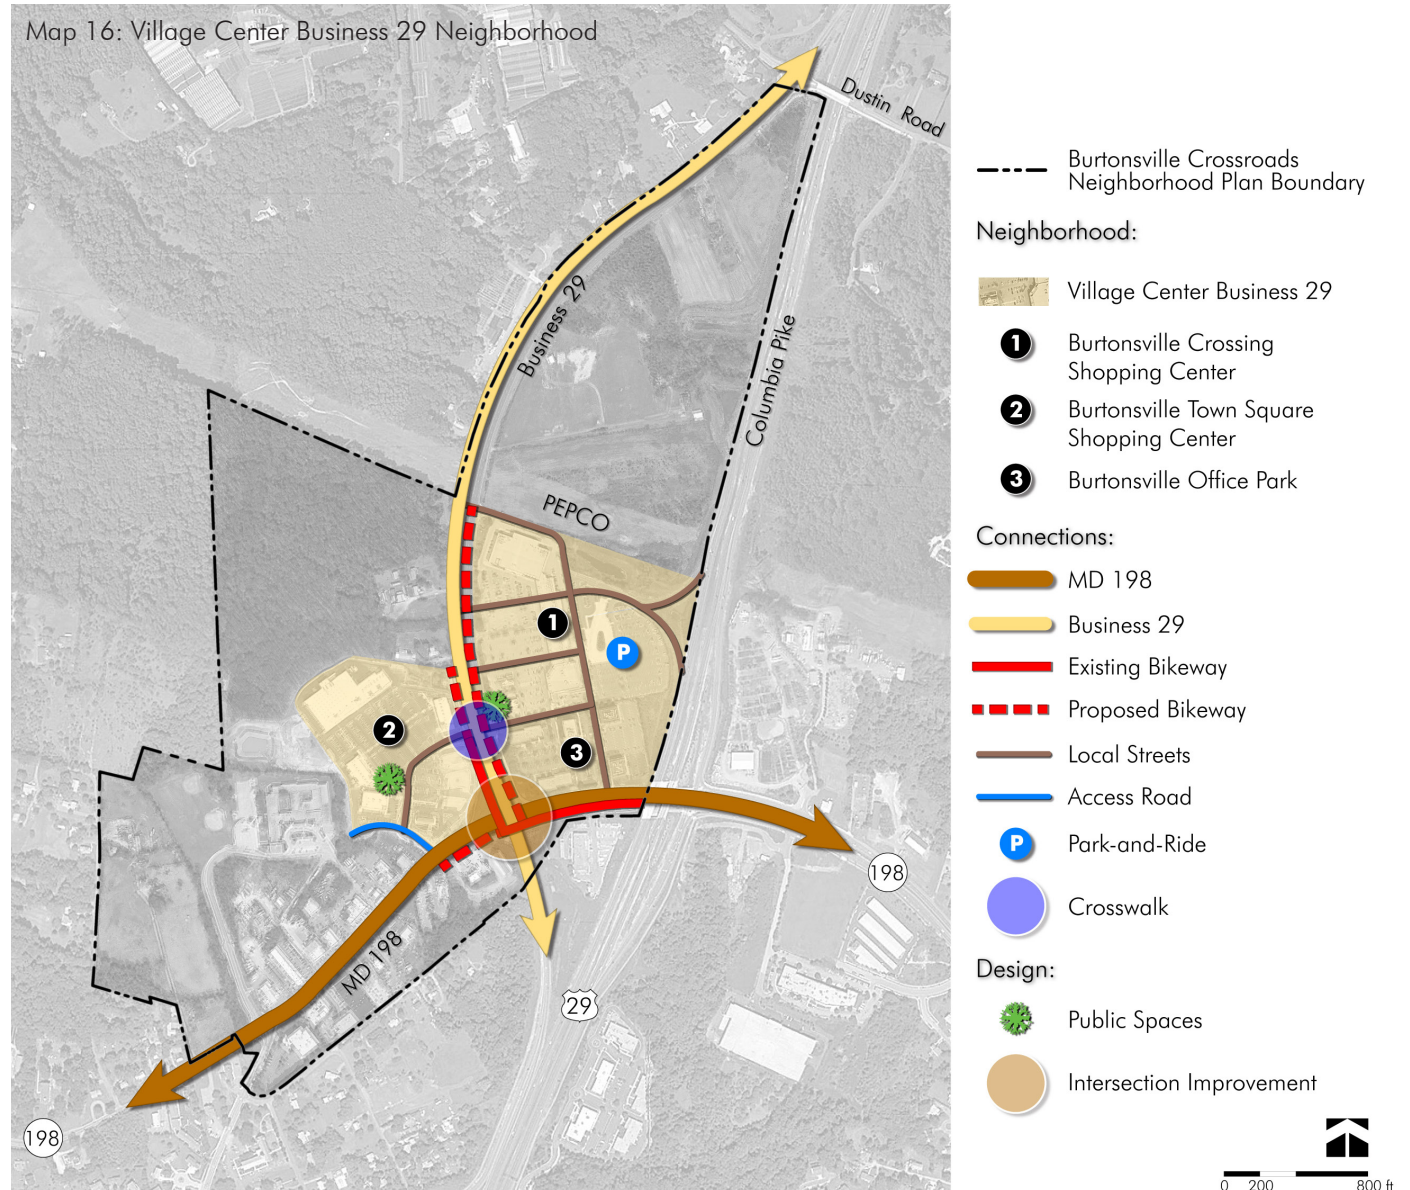 Map 16: Village Center Business 29 Neighborhood
Dustin Road
Business 29
Columbia Pike
PEPCO
1
P
2
3
MD 198
198
29
198
Burtonsville Crossroads
Neighborhood Plan Boundary
Neighborhood:
Village Center Business 29
1 Burtonsville Crossing
Shopping Center
2 Burtonsville Town Square
Shopping Center
3 Burtonsville Office Park
Connections:
MD 198
Business 29
Existing Bikeway
Proposed Bikeway
Local Streets
Access Road
P Park-and-Ride
Crosswalk
Design:
Public Spaces
Intersection Improvement
0 200 800 ft